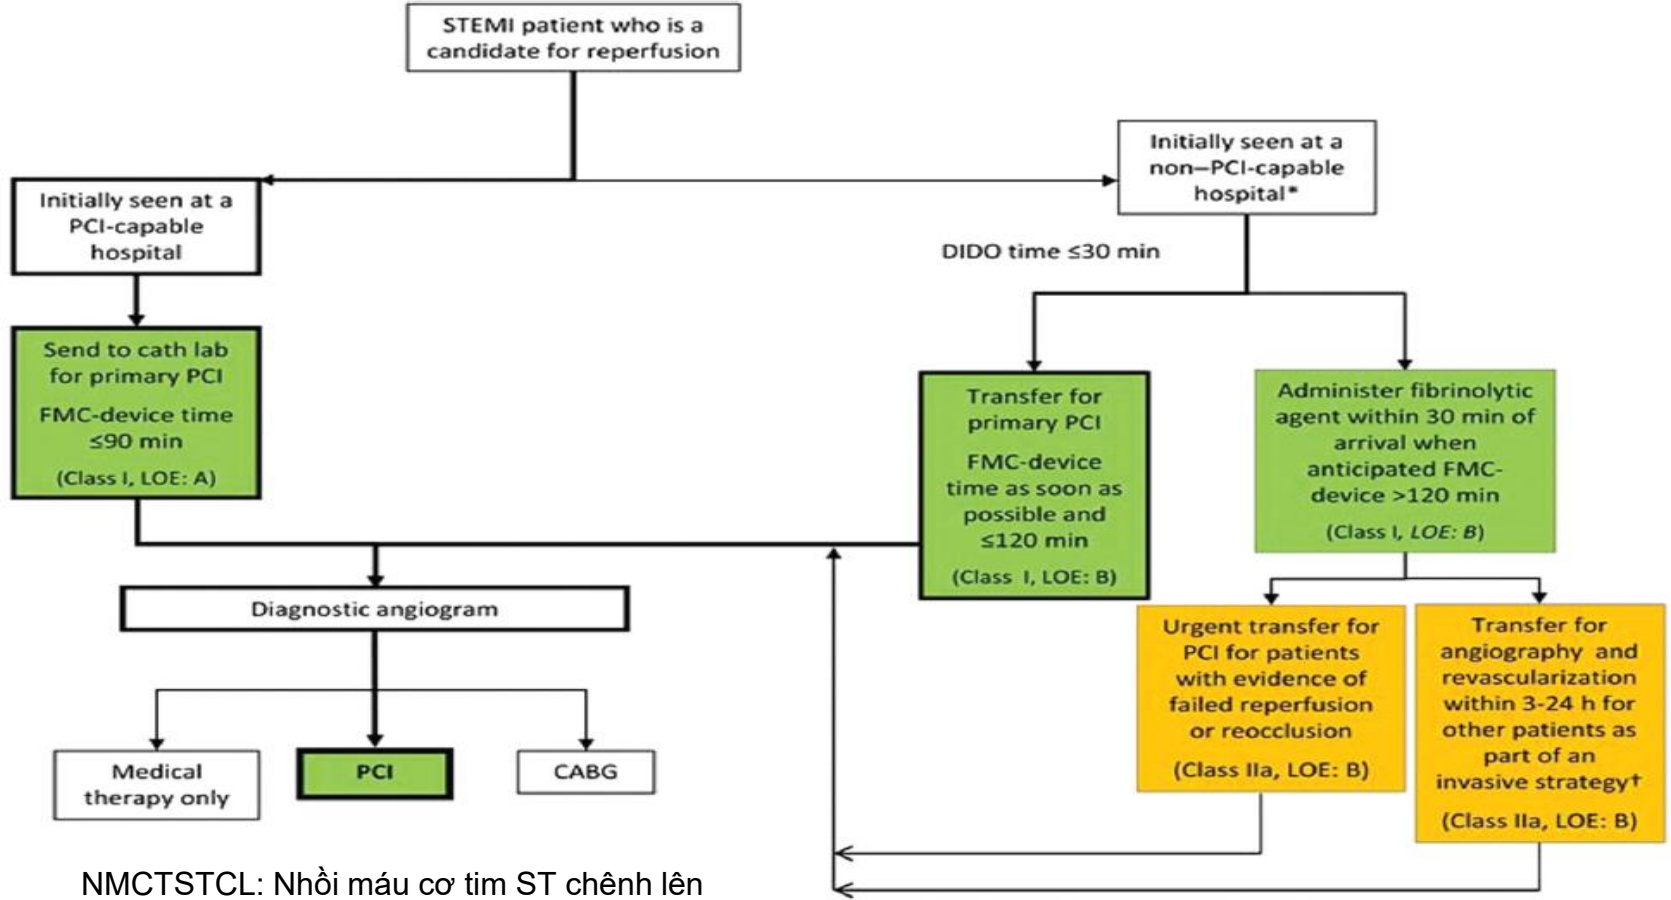 STEMI patient who is a
candidate for reperfusion
Initially seen at a
PCI-capable
hospital
Initially seen at a
non–PCI-capable
hospital*
DIDO time ≤30 min
Send to cath lab
for primary PCI
FMC-device time
≤90 min
(Class I, LOE: A)
Transfer for
primary PCI
FMC-device
time as soon as
possible and
≤120 min
(Class I, LOE: B)
Administer fibrinolytic
agent within 30 min of
arrival when
anticipated FMC-
device >120 min
(Class I, LOE: B)
Diagnostic angiogram
Urgent transfer for
PCI for patients
with evidence of
failed reperfusion
or reocclusion
(Class IIa, LOE: B)
Transfer for
angiography and
revascularization
within 3-24 h for
other patients as
part of an
invasive strategy†
(Class IIa, LOE: B)
Medical
therapy only
PCI
CABG
NMCTSTCL: Nhồi máu cơ tim ST chênh lên